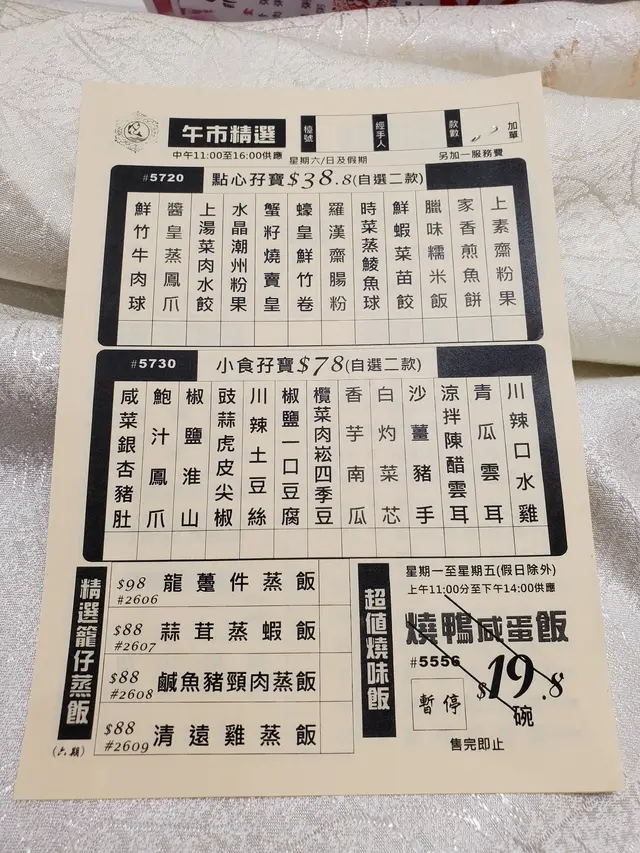 午市精選
中午11:00至16:00供應
檯號
經手人
款數
加單
星期六/日及假期
另加一服務費
#5720
點心孖寶$38.8(自選二款)
鮮竹牛肉球
醬皇蒸鳳爪
上湯菜肉水餃
水晶潮州粉果
蟹籽燒賣皇
蠔皇鮮竹卷
羅漢齋腸粉
時菜蒸鯪魚球
鮮蝦菜苗餃
臘味糯米飯
家香煎魚餅
上素齋粉果
#5730
小食孖寶$78(自選二款)
咸菜銀杏豬肚
鮑汁鳳爪
椒鹽淮山
豉蒜虎皮尖椒
川辣土豆絲
椒鹽一口豆腐
欖菜肉崧四季豆
香芋南瓜
白灼菜芯
沙薑豬手
涼拌陳醋雲耳
青瓜雲耳
川辣口水雞
精選籠仔蒸飯
(六期)
$98 龍躉件蒸飯
#2606
$88 蒜茸蒸蝦飯
#2607
$88 鹹魚豬頸肉蒸飯
#2608
$88 清遠雞蒸飯
#2609
超值燒味飯
星期一至星期五(假日除外)
上午11:00分至下午14:00供應
燒鴨咸蛋飯
#5556
$19.8
碗
暫停
售完即止